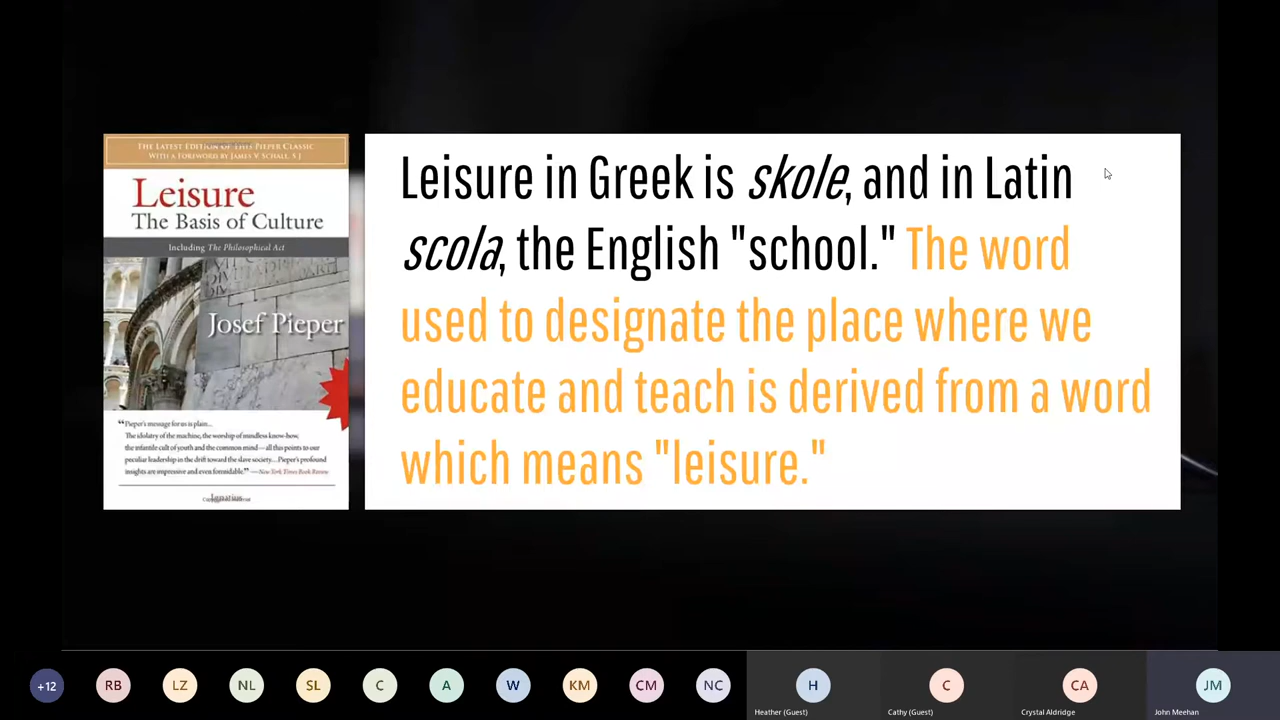 THE LATEST EDITION OF THIS PIEPER CLASSIC
WITH A FOREWORD BY JAMES V. SCHALL, S J
Leisure
The Basis of Culture
Including The Philosophical Act
Josef Pieper
“Pieper's message for us is plain...
The idolatry of the machine, the worship of mindless know-how,
the infantile cult of youth and the common mind—all this points to our
peculiar leadership in the drift toward the slave society... Pieper's profound
insights are impressive and even formidable.” —New York Times Book Review
Ignatius
Leisure in Greek is skole, and in Latin
scola, the English "school." The word
used to designate the place where we
educate and teach is derived from a word
which means "leisure."
+12
RB
LZ
NL
SL
C
A
W
KM
CM
NC
H
Heather (Guest)
C
Cathy (Guest)
CA
Crystal Aldridge
JM
John Meehan